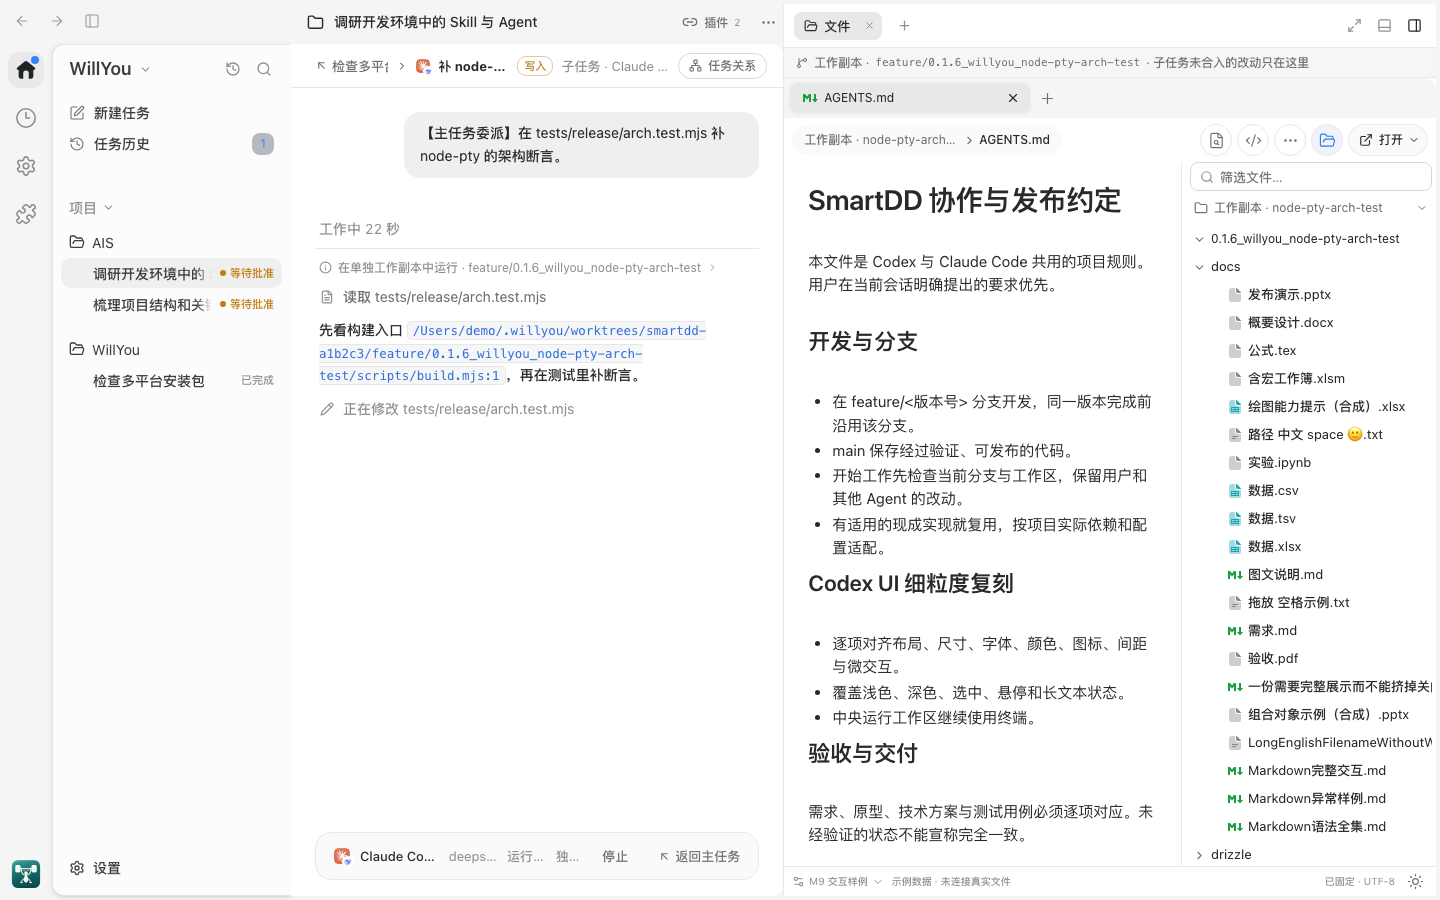 WillYou
新建任务
任务历史
1
项目
AIS
调研开发环境中的
等待批准
梳理项目结构和关
等待批准
WillYou
检查多平台安装包
已完成
设置
调研开发环境中的 Skill 与 Agent
插件 2
检查多平台
补 node-...
写入
子任务 · Claude ...
任务关系
【主任务委派】在 tests/release/arch.test.mjs 补
node-pty 的架构断言。
工作中 22 秒
在单独工作副本中运行 · feature/0.1.6_willyou_node-pty-arch-test
读取 tests/release/arch.test.mjs
先看构建入口 /Users/demo/.willyou/worktrees/smartdd-
a1b2c3/feature/0.1.6_willyou_node-pty-arch-
test/scripts/build.mjs:1 ，再在测试里补断言。
正在修改 tests/release/arch.test.mjs
Claude Co...
deeps...
运行...
独...
停止
返回主任务
文件
工作副本 · feature/0.1.6_willyou_node-pty-arch-test · 子任务未合入的改动只在这里
AGENTS.md
工作副本 · node-pty-arch...
AGENTS.md
打开
SmartDD 协作与发布约定
本文件是 Codex 与 Claude Code 共用的项目规则。
用户在当前会话明确提出的要求优先。
开发与分支
在 feature/<版本号> 分支开发，同一版本完成前
沿用该分支。
main 保存经过验证、可发布的代码。
开始工作先检查当前分支与工作区，保留用户和
其他 Agent 的改动。
有适用的现成实现就复用，按项目实际依赖和配
置适配。
Codex UI 细粒度复刻
逐项对齐布局、尺寸、字体、颜色、图标、间距
与微交互。
覆盖浅色、深色、选中、悬停和长文本状态。
中央运行工作区继续使用终端。
验收与交付
需求、原型、技术方案与测试用例必须逐项对应。未
经验证的状态不能宣称完全一致。
筛选文件...
工作副本 · node-pty-arch-test
0.1.6_willyou_node-pty-arch-test
docs
发布演示.pptx
概要设计.docx
公式.tex
含宏工作簿.xlsm
绘图能力提示（合成）.xlsx
路径 中文 space 🙂.txt
实验.ipynb
数据.csv
数据.tsv
数据.xlsx
图文说明.md
拖放 空格示例.txt
需求.md
验收.pdf
一份需要完整展示而不能挤掉关
组合对象示例（合成）.pptx
LongEnglishFilenameWithoutW
Markdown完整交互.md
Markdown异常样例.md
Markdown语法全集.md
drizzle
M9 交互样例
示例数据 · 未连接真实文件
已固定 · UTF-8